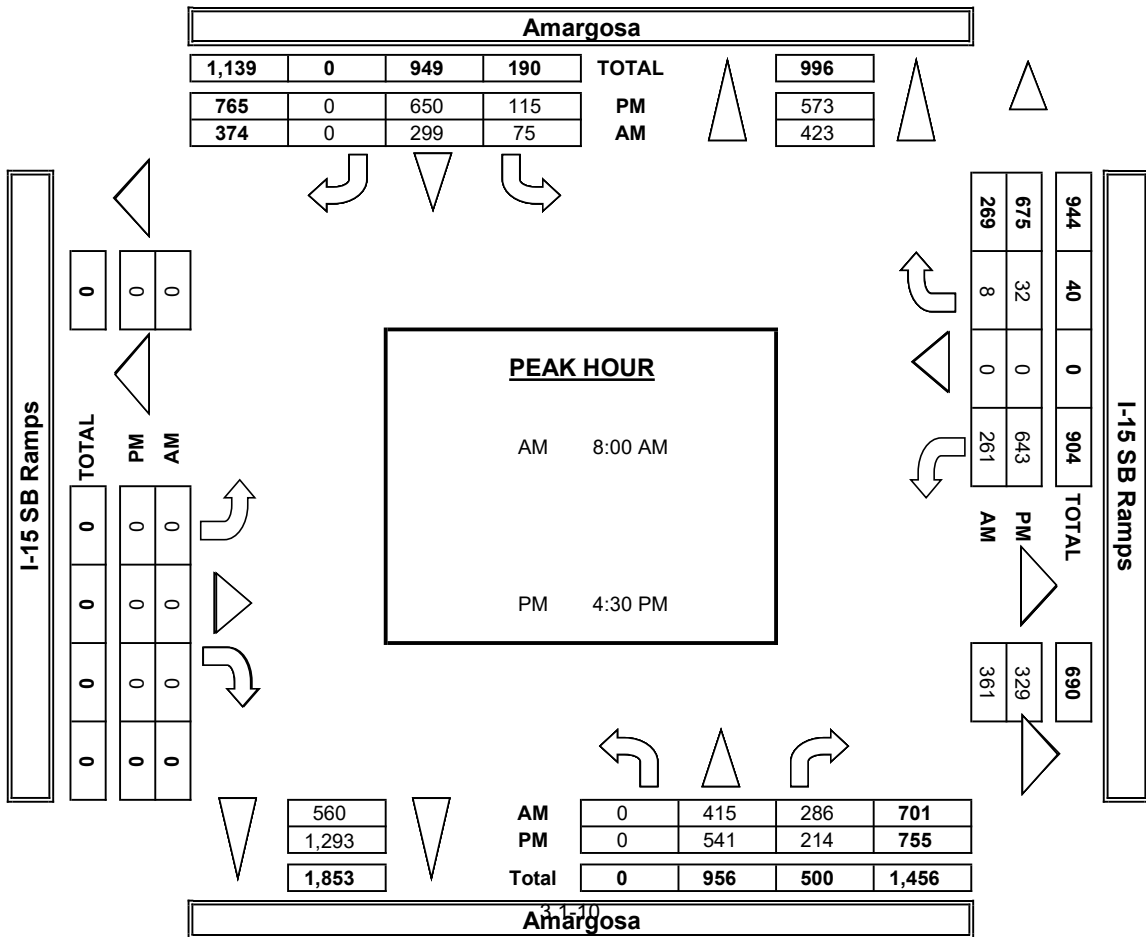 Amargosa
1,139 0 949 190 TOTAL 996
765 0 650 115 PM 573
374 0 299 75 AM 423
I-15 SB Ramps
0 0 0
TOTAL PM AM
0 0 0
0 0 0
0 0 0
0 0 0
PEAK HOUR
AM 8:00 AM
PM 4:30 PM
944 40 0 904 TOTAL 690
675 32 0 643 PM 329
269 8 0 261 AM 361
I-15 SB Ramps
560 AM 0 415 286 701
1,293 PM 0 541 214 755
1,853 Total 0 956 500 1,456
3.1-10
Amargosa